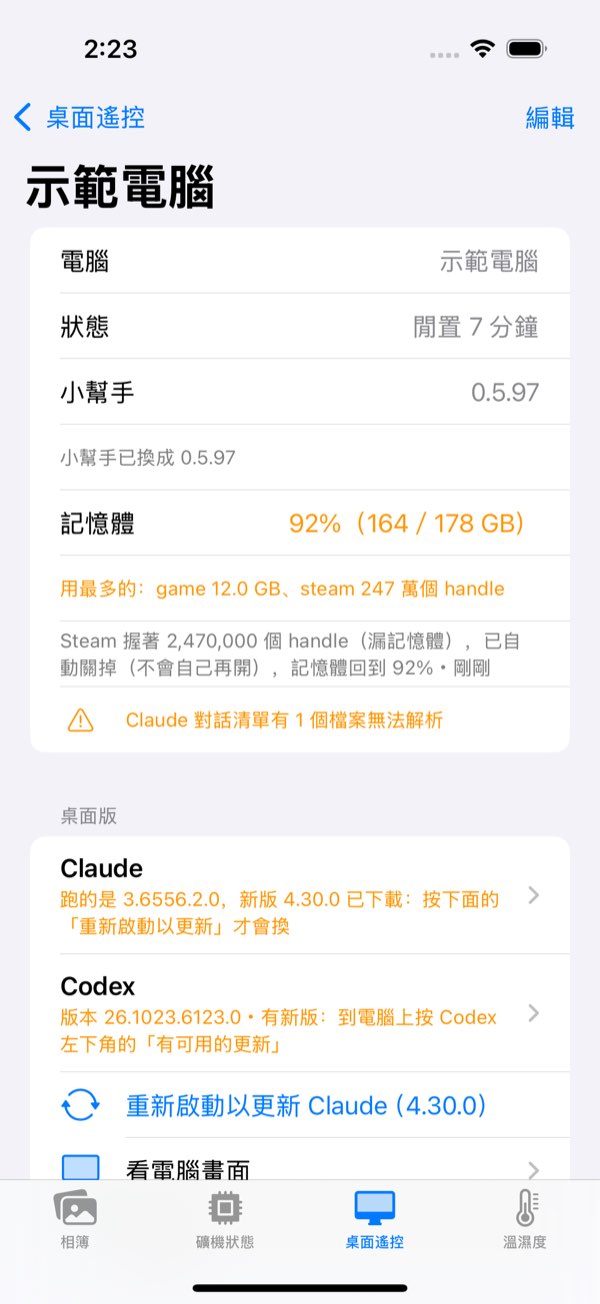 2:23
桌面遙控
編輯
示範電腦
電腦
示範電腦
狀態
閒置 7 分鐘
小幫手
0.5.97
小幫手已換成 0.5.97
記憶體
92%（164 / 178 GB）
用最多的：game 12.0 GB、steam 247 萬個 handle
Steam 握著 2,470,000 個 handle（漏記憶體），已自
動關掉（不會自己再開），記憶體回到 92%・剛剛
Claude 對話清單有 1 個檔案無法解析
桌面版
Claude
跑的是 3.6556.2.0，新版 4.30.0 已下載：按下面的
「重新啟動以更新」才會換
Codex
版本 26.1023.6123.0・有新版：到電腦上按 Codex
左下角的「有可用的更新」
重新啟動以更新 Claude (4.30.0)
看電腦畫面
相簿
礦機狀態
桌面遙控
溫濕度